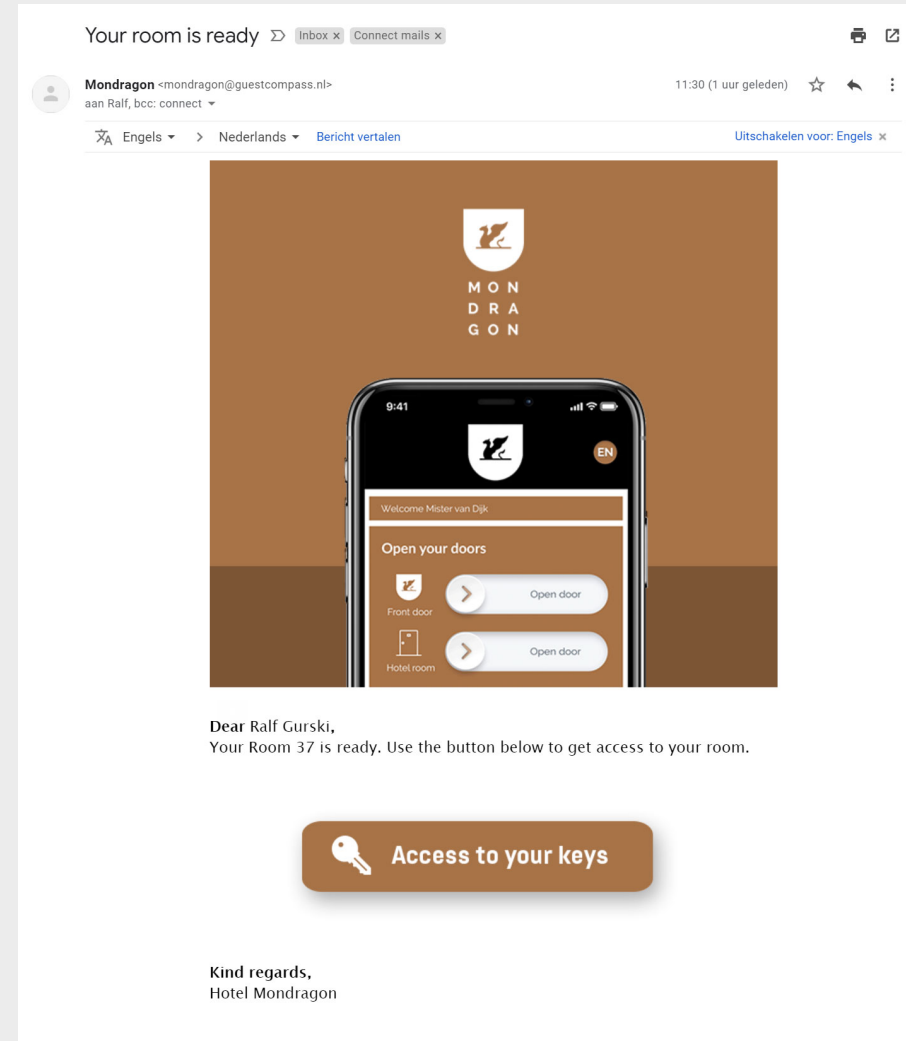 Your room is ready Inbox x Connect mails x
Mondragon <mondragon@guestcompass.nl> 11:30 (1 uur geleden)
aan Ralf, bcc: connect
Engels > Nederlands Bericht vertalen Uitschakelen voor: Engels x
MON
DRA
GON
9:41
EN
Welcome Mister van Dijk
Open your doors
Open door
Front door
Open door
Hotel room
Dear Ralf Gurski,
Your Room 37 is ready. Use the button below to get access to your room.
Access to your keys
Kind regards,
Hotel Mondragon